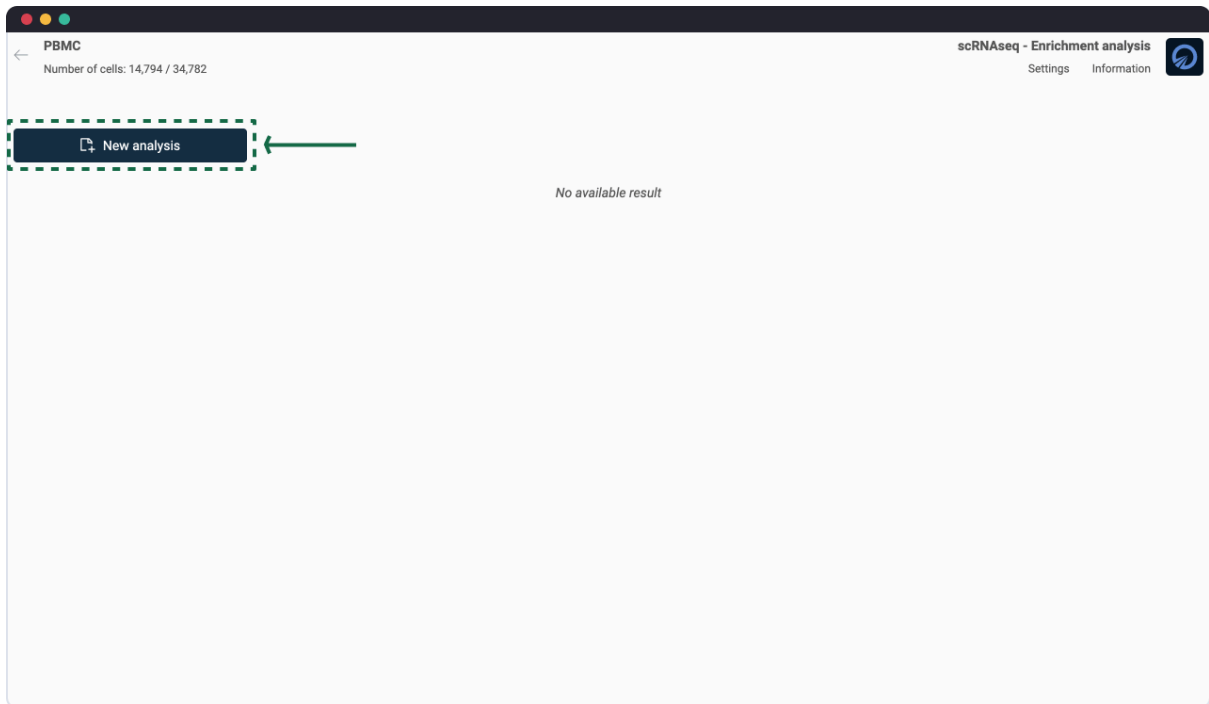 PBMC
Number of cells: 14,794 / 34,782
scRNAseq - Enrichment analysis
Settings Information
New analysis
No available result